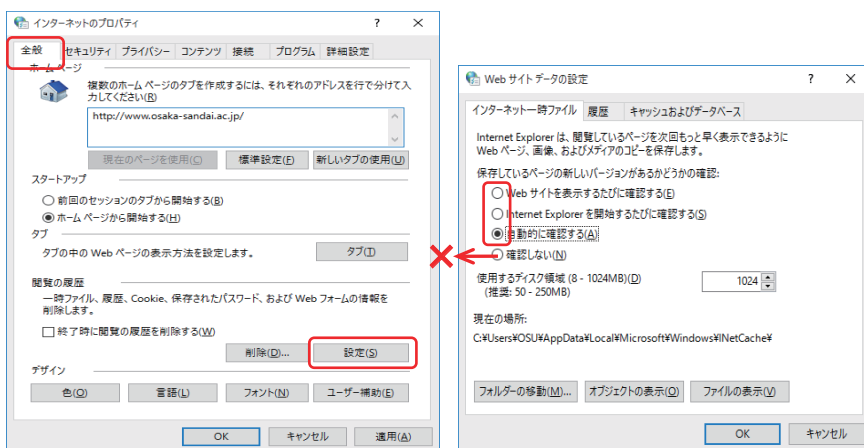 インターネットのプロパティ
? ×
全般 セキュリティ プライバシー コンテンツ 接続 プログラム 詳細設定
ホーム ページ
複数のホーム ページのタブを作成するには、それぞれのアドレスを行で分けて入
力してください(R)
http://www.osaka-sandai.ac.jp/
現在のページを使用(C) 標準設定(F) 新しいタブの使用(U)
スタートアップ
前回のセッションのタブから開始する(B)
ホーム ページから開始する(H)
タブ
タブの中の Web ページの表示方法を設定します。 タブ(T)
閲覧の履歴
一時ファイル、履歴、Cookie、保存されたパスワード、および Web フォームの情報を
削除します。
終了時に閲覧の履歴を削除する(W)
削除(D)... 設定(S)
デザイン
色(O) 言語(L) フォント(N) ユーザー補助(E)
OK キャンセル 適用(A)
Web サイト データの設定
? ×
インターネット一時ファイル 履歴 キャッシュおよびデータベース
Internet Explorer は、閲覧しているページを次回もっと早く表示できるように
Web ページ、画像、およびメディアのコピーを保存します。
保存しているページの新しいバージョンがあるかどうかの確認:
Web サイトを表示するたびに確認する(E)
Internet Explorer を開始するたびに確認する(S)
自動的に確認する(A)
確認しない(N)
使用するディスク領域 (8 - 1024MB)(D) 1024
(推奨: 50 - 250MB)
現在の場所:
C:¥Users¥OSU¥AppData¥Local¥Microsoft¥Windows¥INetCache¥
フォルダーの移動(M)... オブジェクトの表示(O) ファイルの表示(V)
OK キャンセル